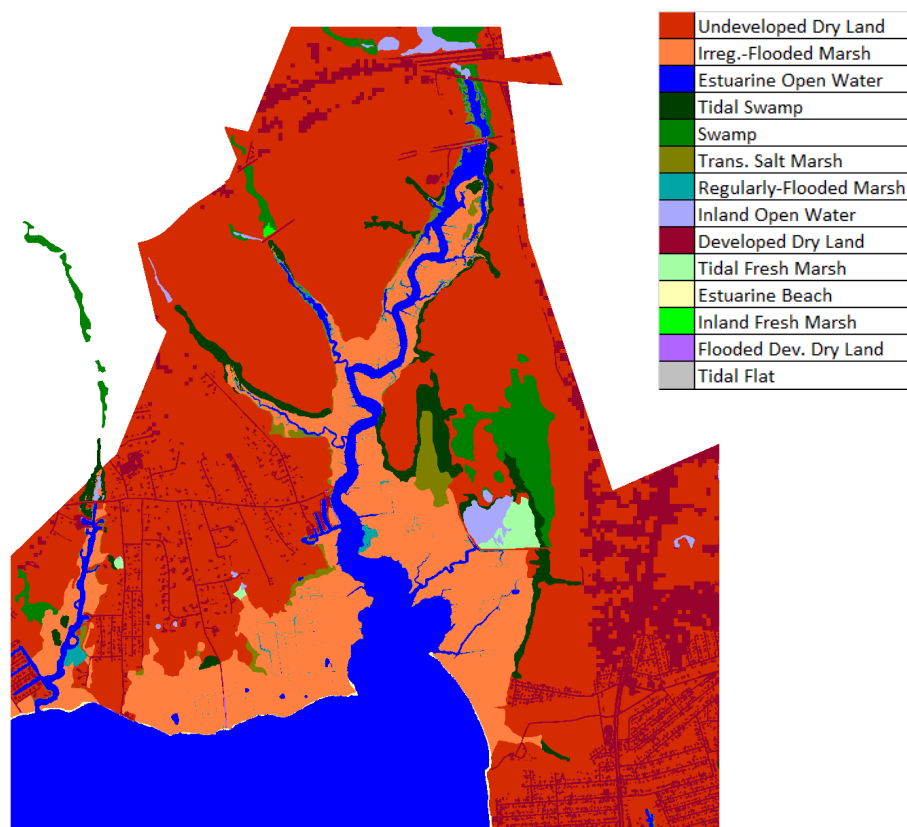 Undeveloped Dry Land
Irreg.-Flooded Marsh
Estuarine Open Water
Tidal Swamp
Swamp
Trans. Salt Marsh
Regularly-Flooded Marsh
Inland Open Water
Developed Dry Land
Tidal Fresh Marsh
Estuarine Beach
Inland Fresh Marsh
Flooded Dev. Dry Land
Tidal Flat